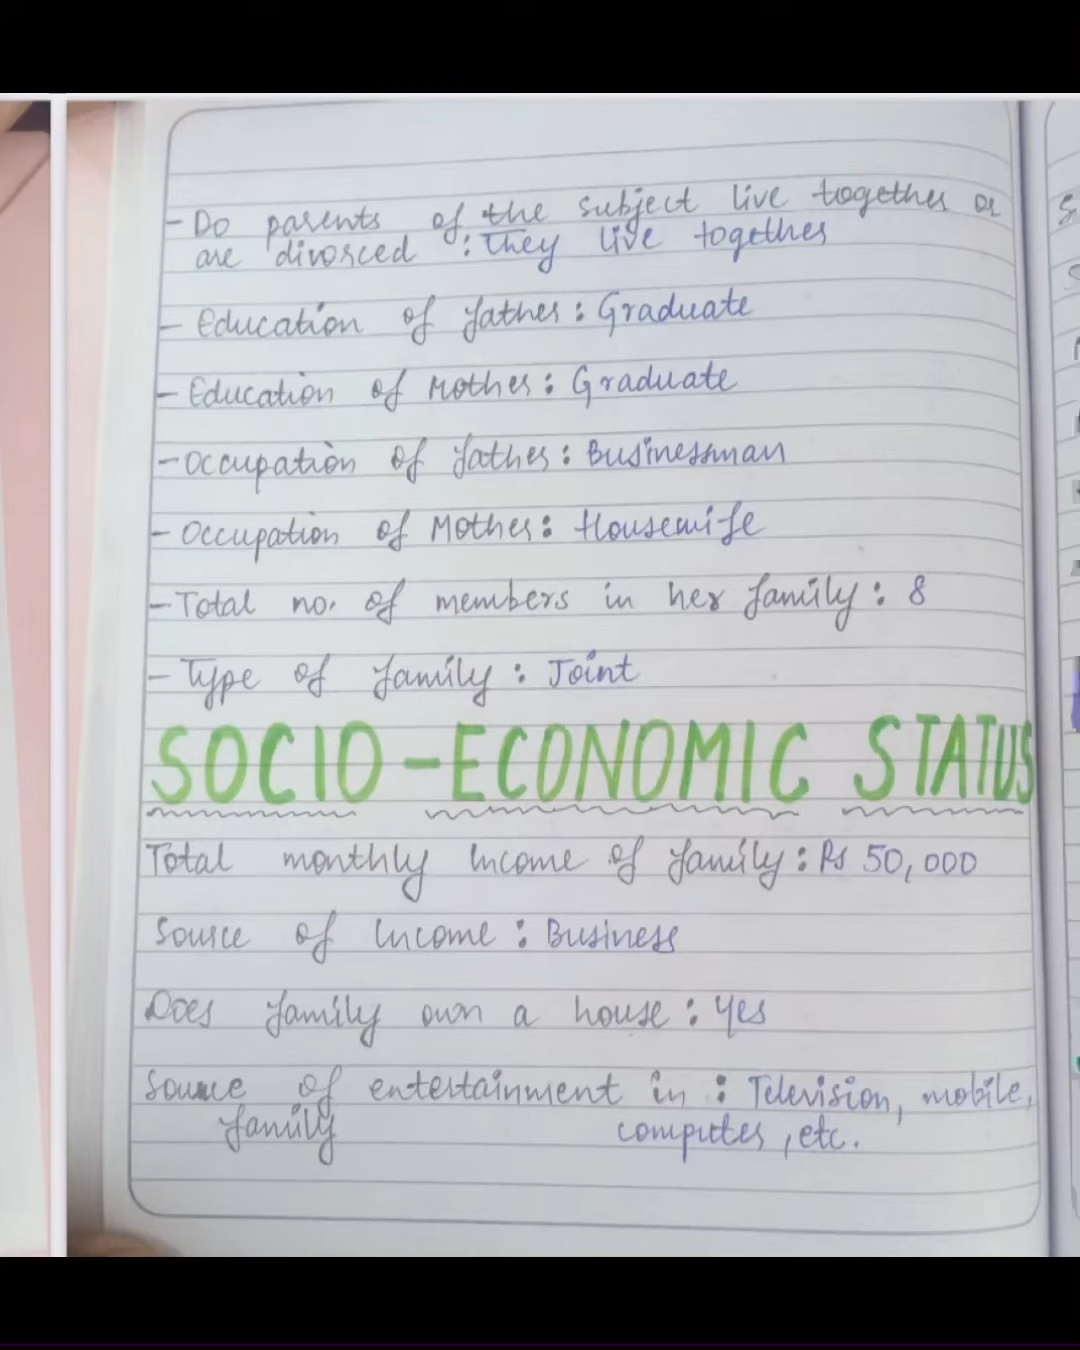 - Do parents of the subject live together or
are divorced : They live together
- Education of father : Graduate
- Education of Mother : Graduate
- Occupation of father : Businessman
- Occupation of Mother : Housewife
- Total no. of members in her family : 8
- Type of family : Joint
SOCIO-ECONOMIC STATUS
Total monthly Income of family : Rs 50,000
Source of Income : Business
Does family own a house : Yes
Source of entertainment in : Television, mobile,
family computer, etc.